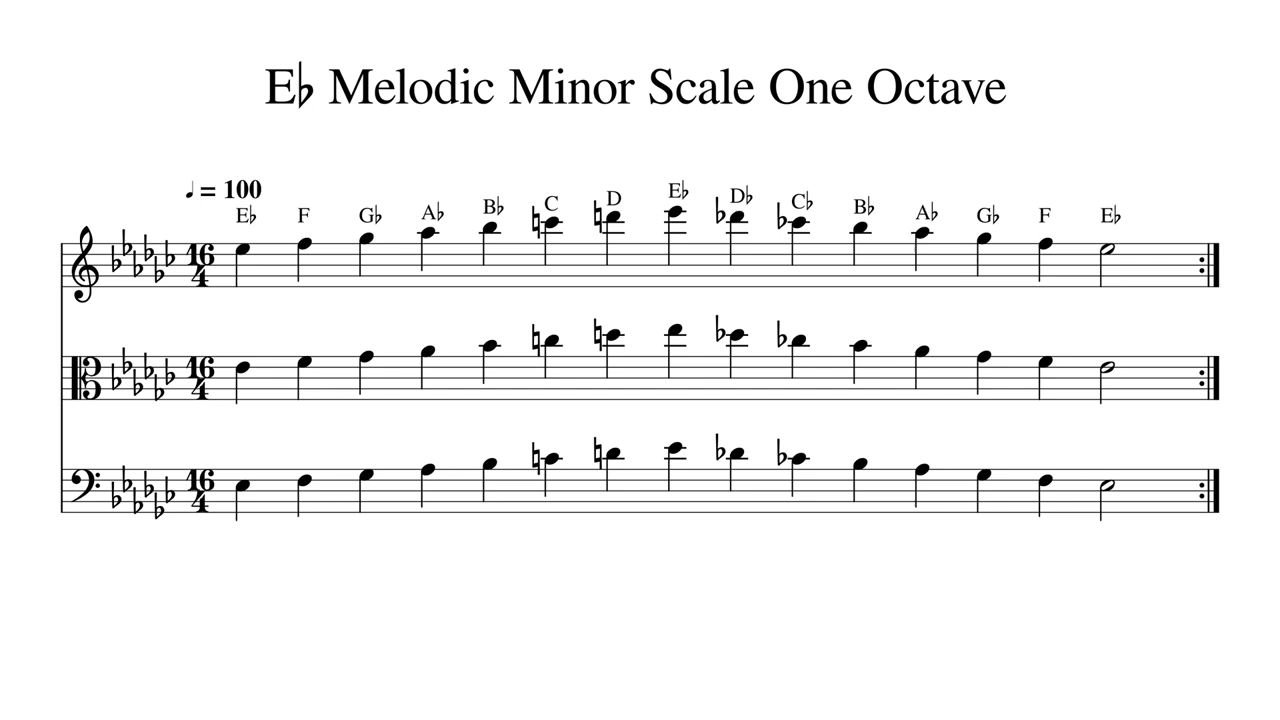 E♭ Melodic Minor Scale One Octave
♩ = 100
E♭ F G♭ A♭ B♭ C D E♭ D♭ C♭ B♭ A♭ G♭ F E♭
16
4
16
4
16
4